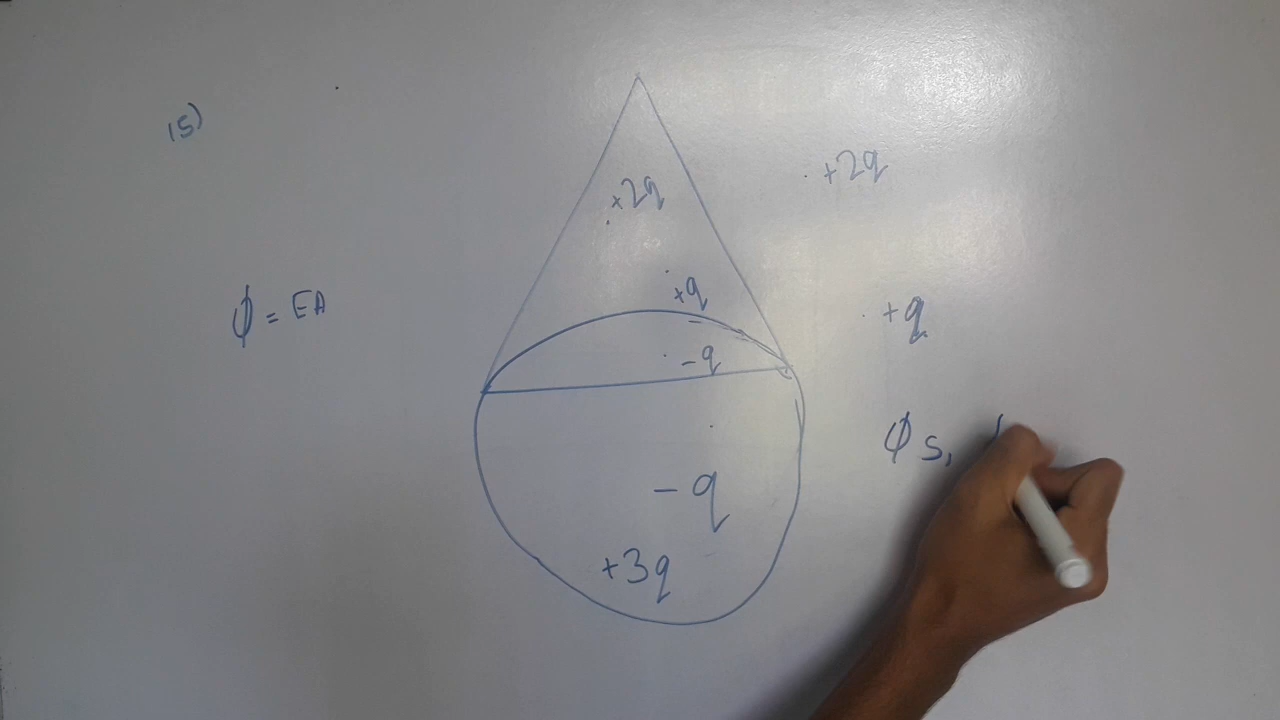 15)
+2q
+2q
ϕ = EA
+q
+q
-q
ϕ S,
-q
+3q